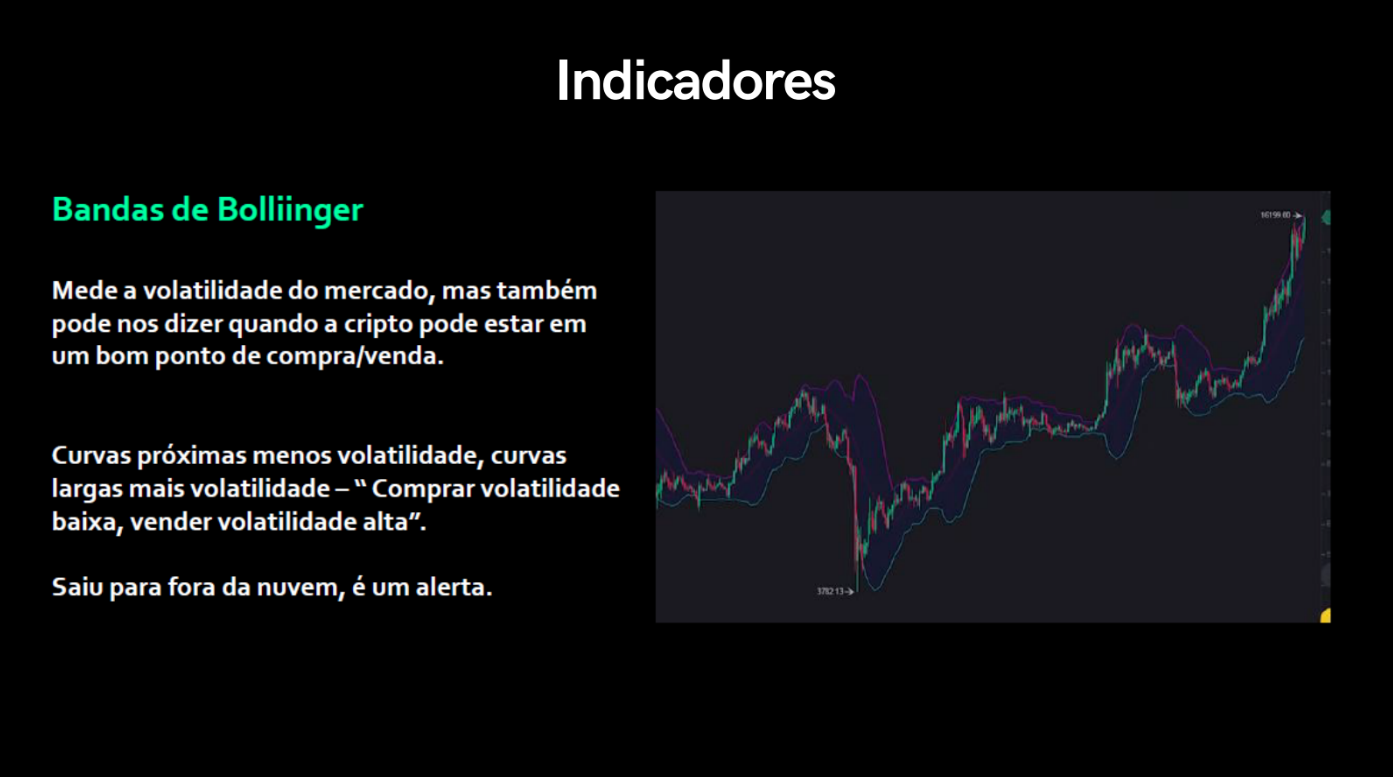 Indicadores
Bandas de Bolliinger
Mede a volatilidade do mercado, mas também
pode nos dizer quando a cripto pode estar em
um bom ponto de compra/venda.
Curvas próximas menos volatilidade, curvas
largas mais volatilidade – “ Comprar volatilidade
baixa, vender volatilidade alta”.
Saiu para fora da nuvem, é um alerta.
16199.00
3782.13